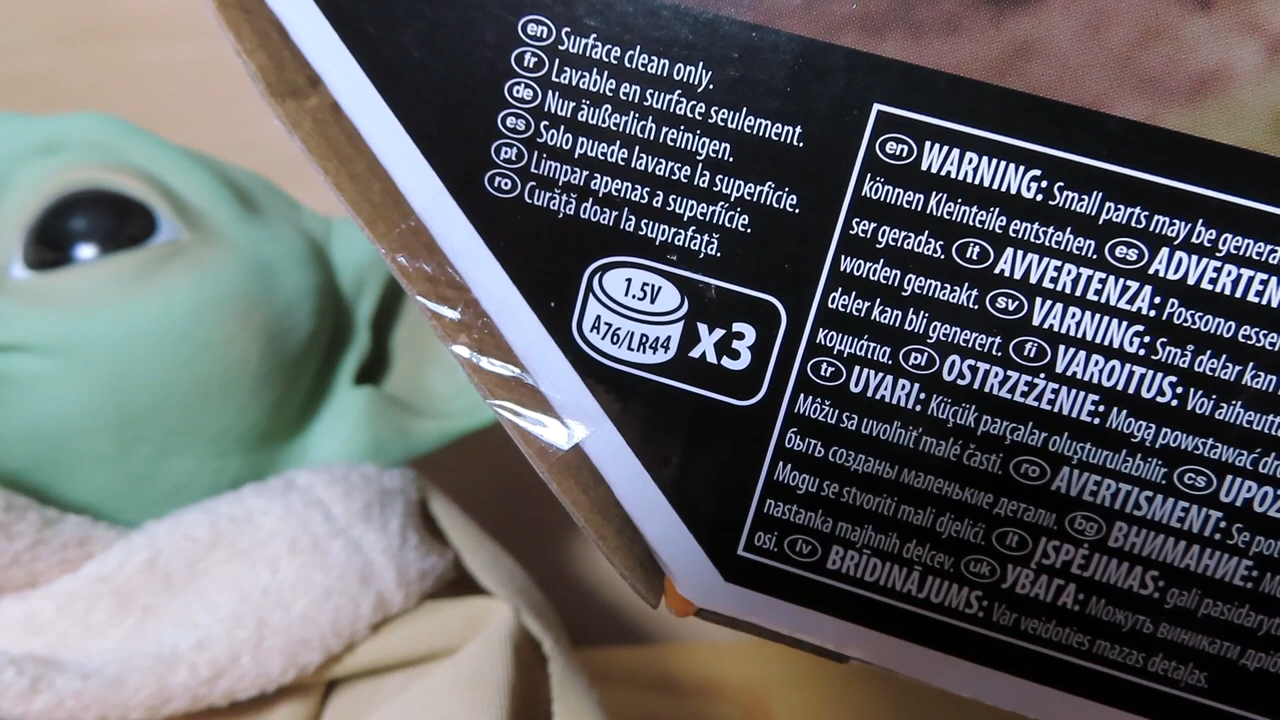 en Surface clean only.
fr Lavable en surface seulement.
de Nur äußerlich reinigen.
es Solo puede lavarse la superficie.
pt Limpar apenas a superfície.
ro Curăță doar la suprafață.
1.5V
A76/LR44 x3
en WARNING: Small parts may be genera
können Kleinteile entstehen. es ADVERTEN
ser geradas. it AVVERTENZA: Possono esse
worden gemaakt. sv VARNING: Små delar kan
deler kan bli generert. fi VAROITUS: Voi aiheutt
κομμάτια. pl OSTRZEŻENIE: Mogą powstawać
tr UYARI: Küçük parçalar oluşturulabilir. cs UPOZ
Môžu sa uvoľniť malé časti. ro AVERTISMENT: Se po
быть созданы маленькие детали. bg ВНИМАНИЕ:
Mogu se stvoriti mali djelići. lt ĮSPĖJIMAS: gali pasidary
nastanka majhnih delcev. uk УВАГА: Можуть виникати дріб
osi. lv BRĪDINĀJUMS: Var veidoties mazas detaļas.